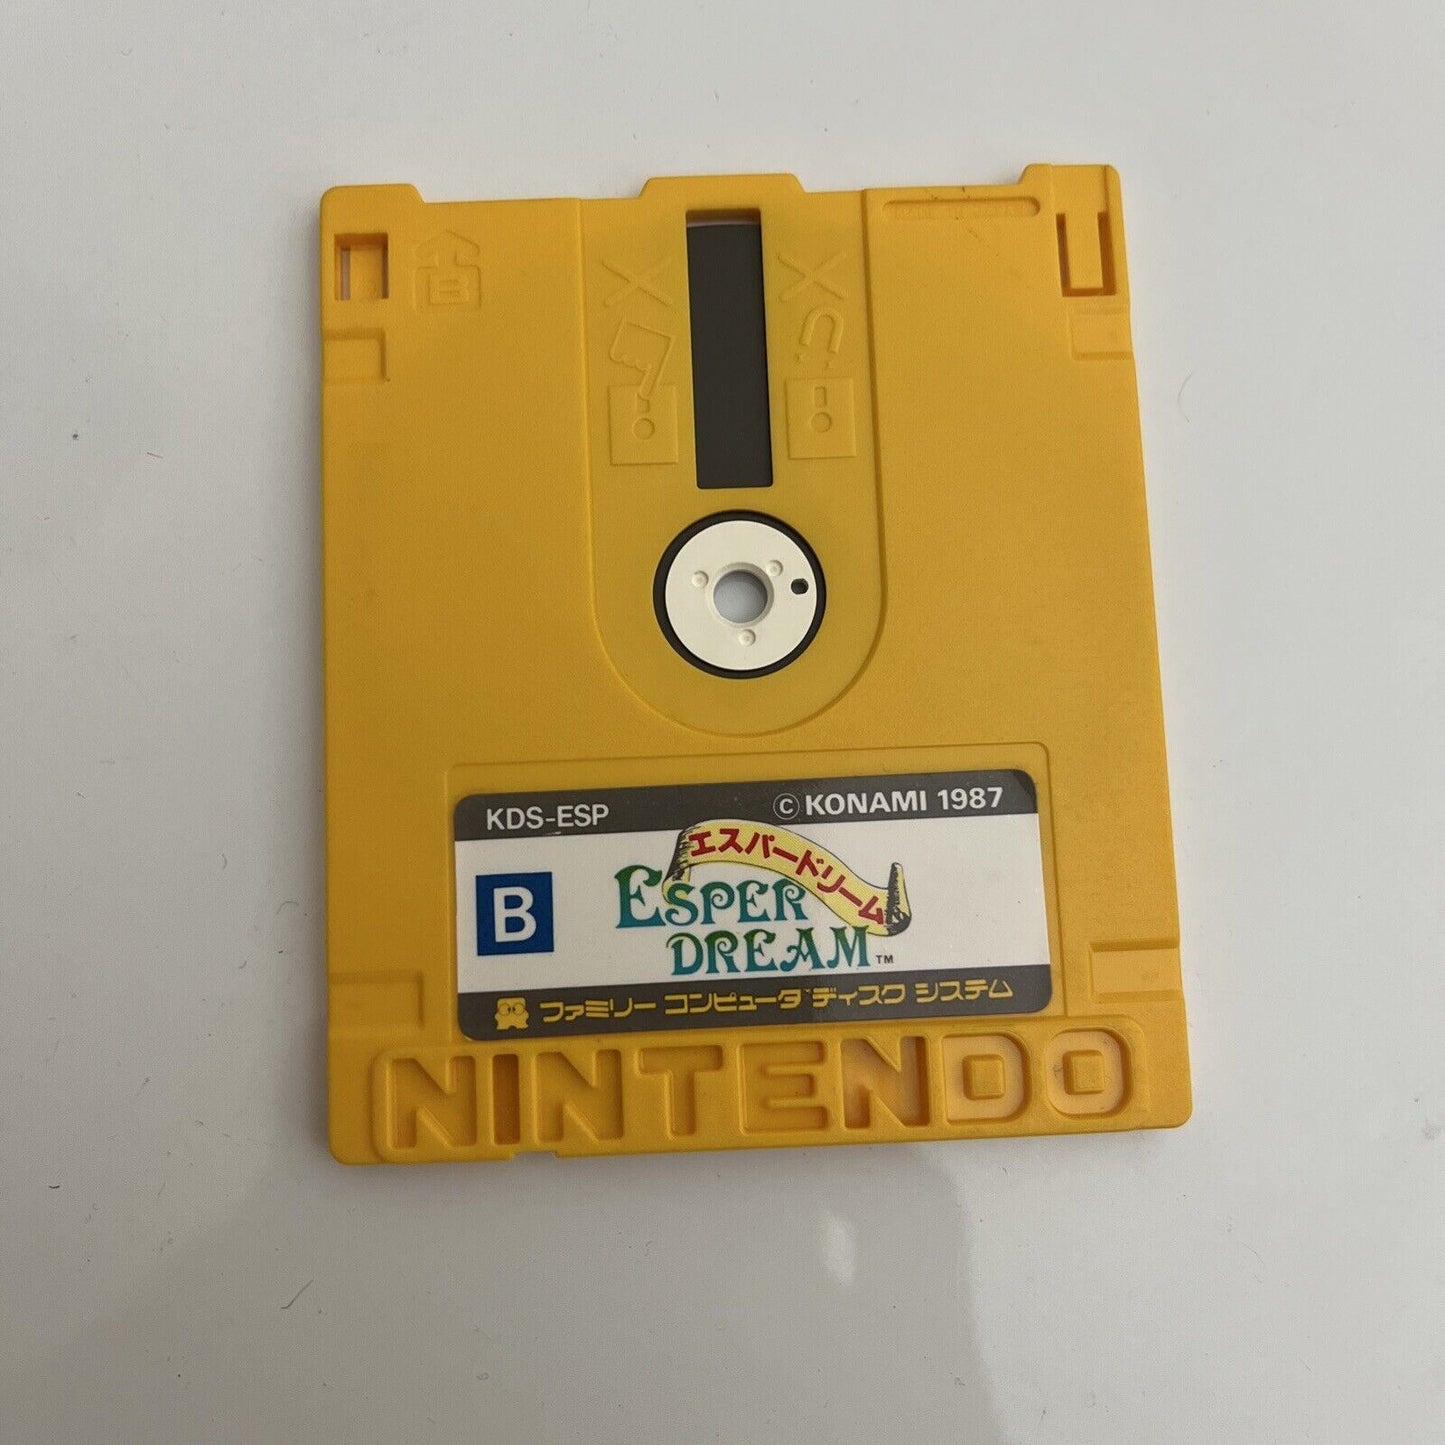 B
KDS-ESP
© KONAMI 1987
エスパードリーム
B
ESPER
DREAM™
ファミリー コンピュータ ディスク システム
NINTENDO